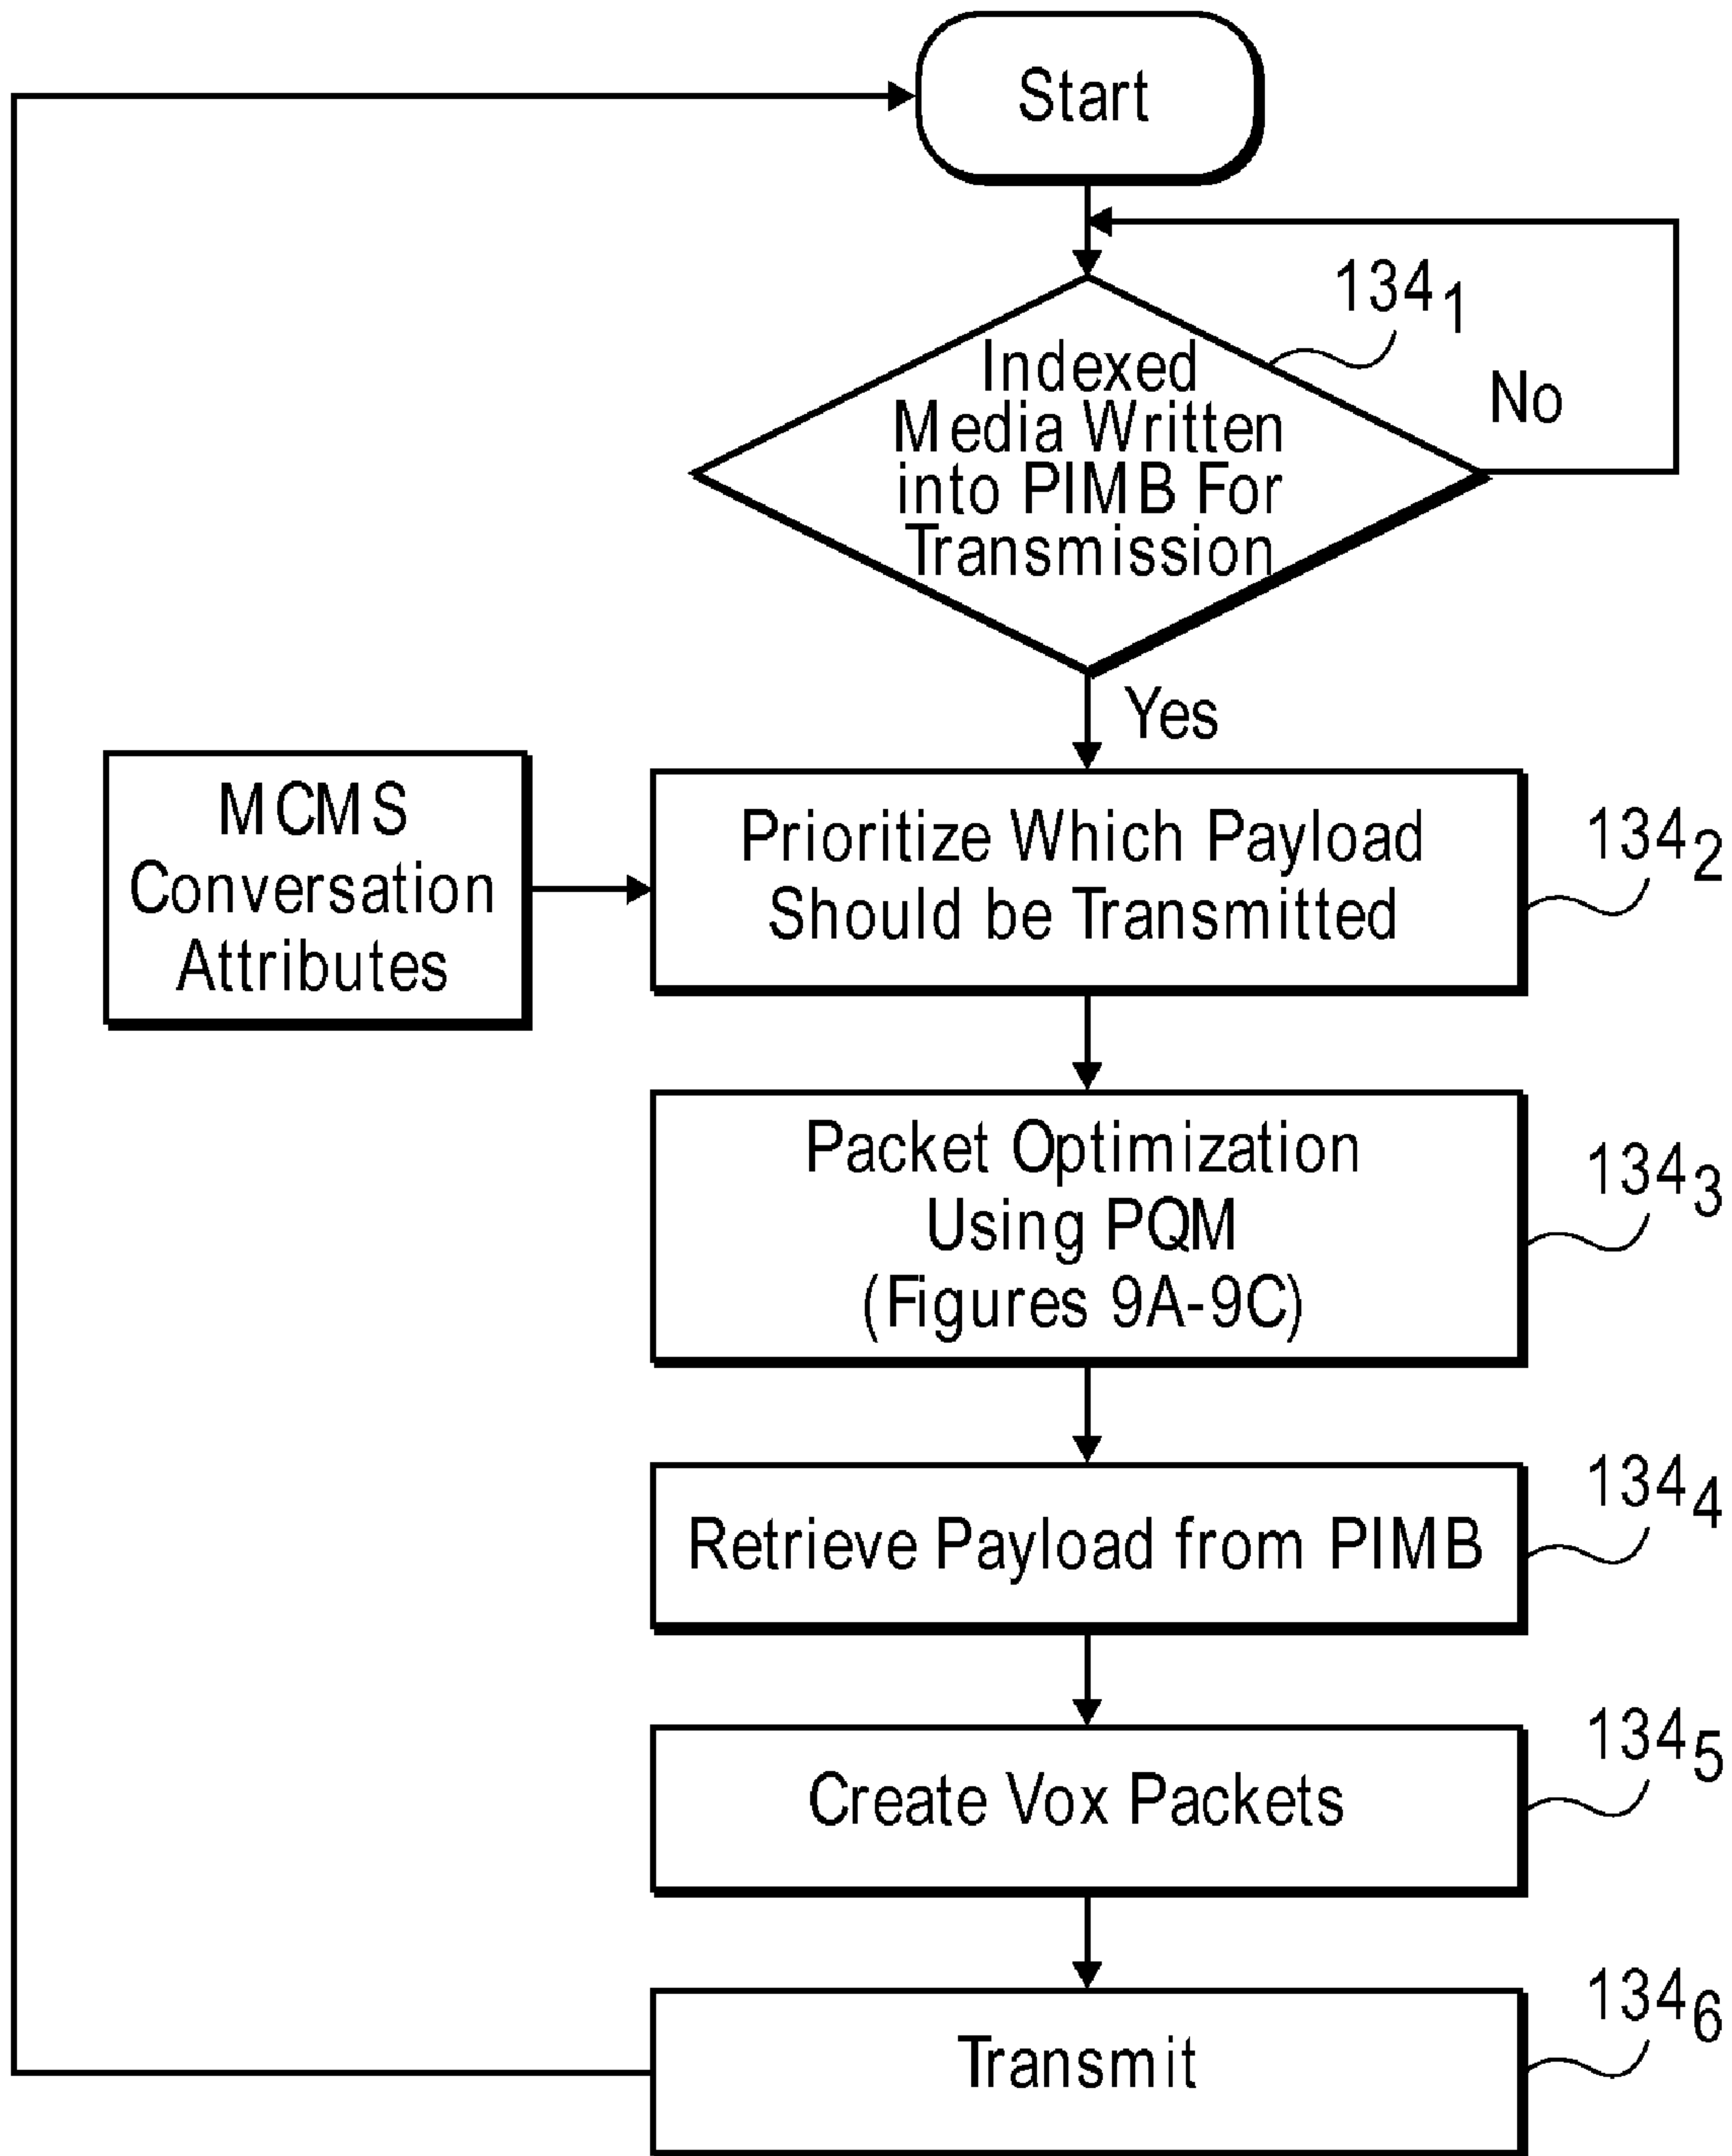 Start
134₁
Indexed
Media Written
into PIMB For
Transmission
No
Yes
MCMS
Conversation
Attributes
Prioritize Which Payload
Should be Transmitted
134₂
Packet Optimization
Using PQM
(Figures 9A-9C)
134₃
Retrieve Payload from PIMB
134₄
Create Vox Packets
134₅
Transmit
134₆